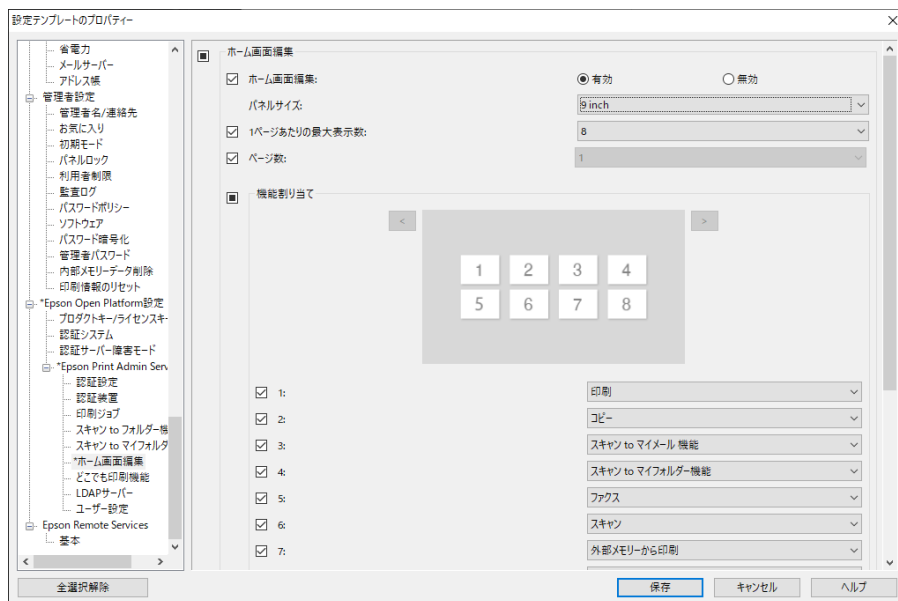 設定テンプレートのプロパティー
省電力
メールサーバー
アドレス帳
管理者設定
管理者名/連絡先
お気に入り
初期モード
パネルロック
利用者制限
監査ログ
パスワードポリシー
ソフトウェア
パスワード暗号化
管理者パスワード
内部メモリーデータ削除
印刷情報のリセット
*Epson Open Platform設定
プロダクトキー/ライセンスキ-
認証システム
認証サーバー障害モード
*Epson Print Admin Serv
認証設定
認証装置
印刷ジョブ
スキャン to フォルダー機
スキャン to マイフォルダ
*ホーム画面編集
どこでも印刷機能
LDAPサーバー
ユーザー設定
Epson Remote Services
基本
ホーム画面編集
ホーム画面編集: 有効 無効
パネルサイズ: 9 inch
1ページあたりの最大表示数: 8
ページ数: 1
機能割り当て
< >
1 2 3 4
5 6 7 8
1: 印刷
2: コピー
3: スキャン to マイメール 機能
4: スキャン to マイフォルダー機能
5: ファクス
6: スキャン
7: 外部メモリーから印刷
全選択解除 保存 キャンセル ヘルプ